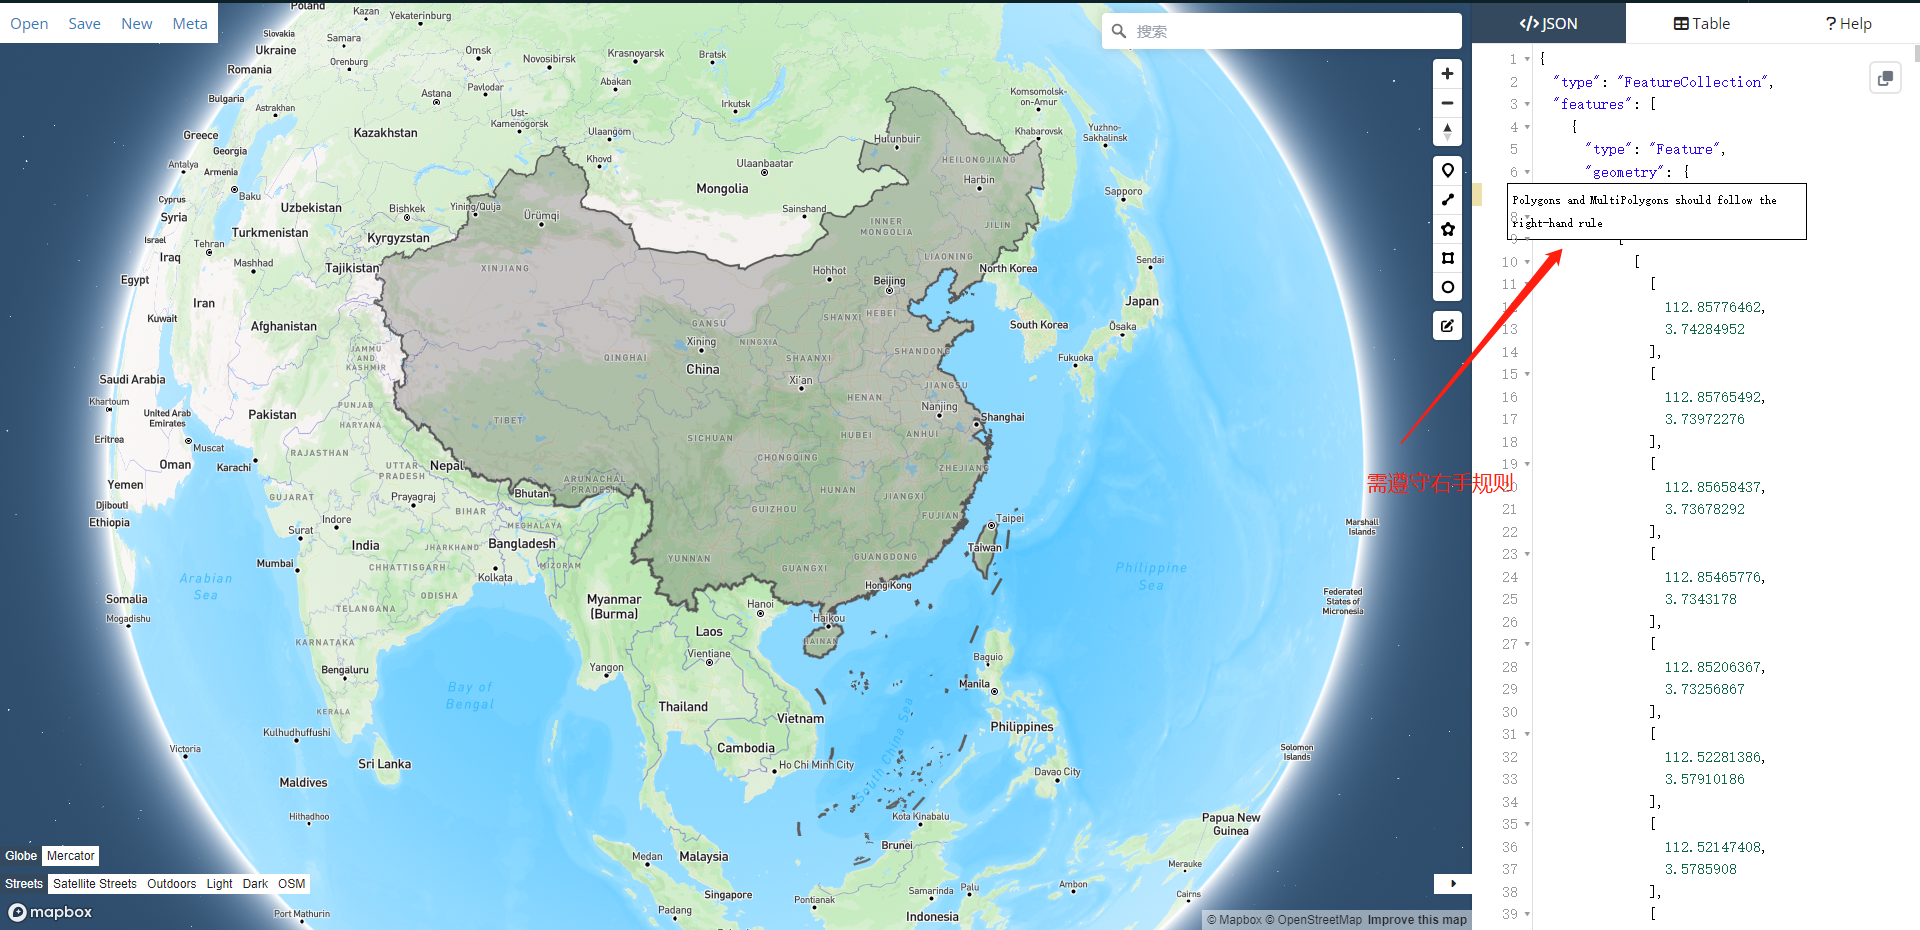 Open
Save
New
Meta
搜索
</> JSON
Table
? Help
1
{
2
"type": "FeatureCollection",
3
"features": [
4
{
5
"type": "Feature",
6
"geometry": {
Polygons and MultiPolygons should follow the
right-hand rule
8
9
10
[
11
[
112.85776462,
13
3.74284952
14
],
15
[
16
112.85765492,
17
3.73972276
18
],
19
[
需遵守右手规则
112.85658437,
21
3.73678292
22
],
23
[
24
112.85465776,
25
3.7343178
26
],
27
[
28
112.85206367,
29
3.73256867
30
],
31
[
32
112.52281386,
33
3.57910186
34
],
35
[
36
112.52147408,
37
3.5785908
38
],
39
[
Poland
Kazan
Yekaterinburg
Slovakia
Samara
Ukraine
Orenburg
Omsk
Krasnoyarsk
Bratsk
Novosibirsk
Romania
Abakan
Pavlodar
Astana
Irkutsk
Bulgaria
Astrakhan
Ust-
Kamenogorsk
Komsomolsk-
on-Amur
Greece
Kazakhstan
Ulaangom
Hulunbuir
Khabarovsk
Yuzhno-
Sakhalinsk
Georgia
Antalya
Armenia
Khovd
Ulaanbaatar
HEILONGJIANG
Baku
Mongolia
Harbin
Sapporo
Cyprus
Syria
Uzbekistan
Bishkek
Yining/Qulja
Ürümqi
Sainshand
INNER
MONGOLIA
JILIN
Turkmenistan
Kyrgyzstan
Israel
Tehran
Iraq
Mashhad
Tajikistan
XINJIANG
Hohhot
LIAONING
North Korea
Sendai
Egypt
Beijing
Iran
Kuwait
Afghanistan
GANSU
SHANXI
HEBEI
Japan
South Korea
Ōsaka
JAMMU
AND
KASHMIR
QINGHAI
Xining
NINGXIA
SHAANXI
SHANDONG
Fukuoka
China
Xi'an
Saudi Arabia
JIANGSU
Khartoum
United Arab
Emirates
Pakistan
PUNJAB
HENAN
Nanjing
Shanghai
HARYANA
TIBET
Eritrea
Muscat
SICHUAN
HUBEI
ANHUI
RAJASTHAN
Oman
Karachi
UTTAR
PRADESH
Nepal
CHONGQING
ZHEJIANG
Yemen
ARUNACHAL
PRADESH
Bhutan
HUNAN
JIANGXI
GUJARAT
Prayagraj
Djibouti
BIHAR
GUIZHOU
FUJIAN
Taipei
Ethiopia
Surat
Indore
MEGHALAYA
Marshall
Islands
India
JHARKHAND
Bangladesh
Taiwan
YUNNAN
GUANGXI
GUANGDONG
Mumbai
CHHATTISGARH
MIZORAM
Philippine
Sea
Arabian
Sea
Kolkata
Hong Kong
Somalia
ODISHA
Myanmar
(Burma)
Hanoi
Federated
States of
Micronesia
TELANGANA
Haikou
Mogadishu
Laos
HAINAN
KARNATAKA
Vientiane
Baguio
Bengaluru
Yangon
Manila
Bay of
Bengal
KERALA
Thailand
Vietnam
Philippines
Kulhudhuffushi
Victoria
Cambodia
South China Sea
Solomon
Islands
Sri Lanka
Ho Chi Minh City
Davao City
Maldives
Hithadhoo
Kota Kinabalu
Papua New
Guinea
Brunei
Medan
Malaysia
Merauke
Singapore
Samarinda
Palu
Ambon
Cairns
Pontianak
Padang
Indonesia
Port Mathurin
Globe
Mercator
Streets
Satellite Streets
Outdoors
Light
Dark
OSM
mapbox
© Mapbox © OpenStreetMap Improve this map